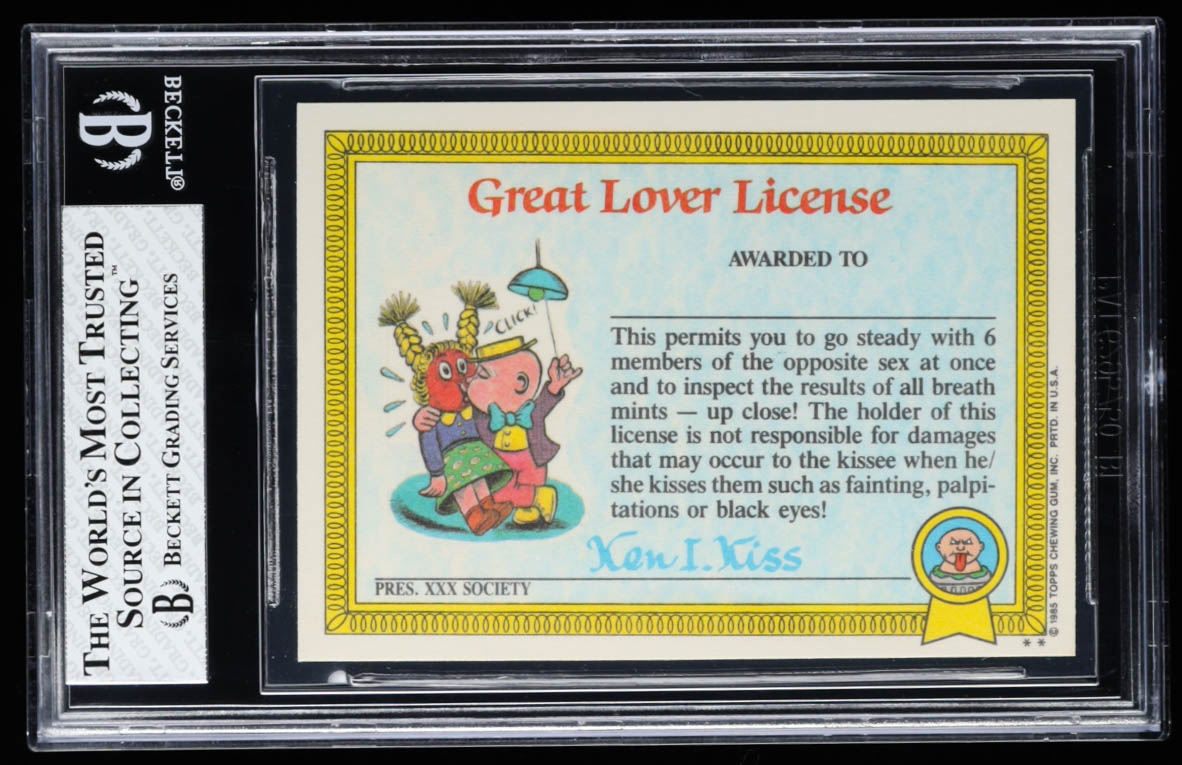 BECKETT®
THE WORLD'S MOST TRUSTED
SOURCE IN COLLECTING™
B BECKETT GRADING SERVICES
Great Lover License
AWARDED TO
CLICK!
This permits you to go steady with 6
members of the opposite sex at once
and to inspect the results of all breath
mints — up close! The holder of this
license is not responsible for damages
that may occur to the kissee when he/
she kisses them such as fainting, palpi-
tations or black eyes!
Ken I. Kiss
PRES. XXX SOCIETY
**
© 1985 TOPPS CHEWING GUM, INC. PRTD. IN U.S.A.